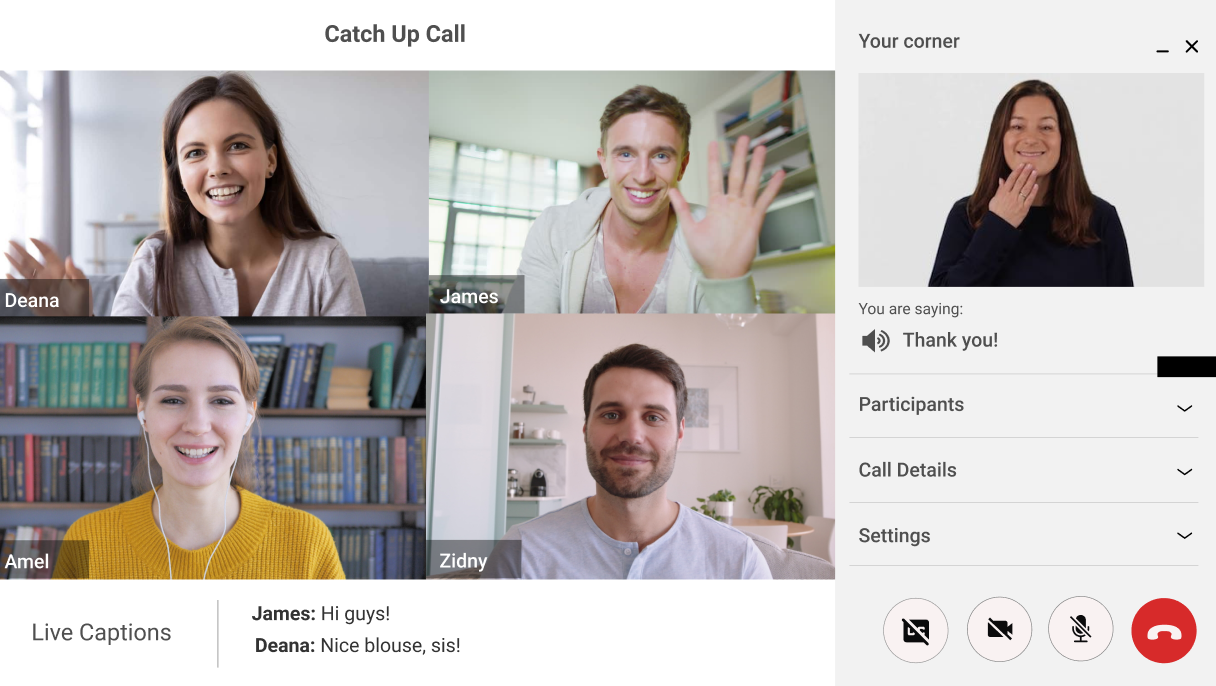 Catch Up Call
Deana
James
Amel
Zidny
Live Captions
James: Hi guys!
Deana: Nice blouse, sis!
Your corner
You are saying:
Thank you!
Participants
Call Details
Settings